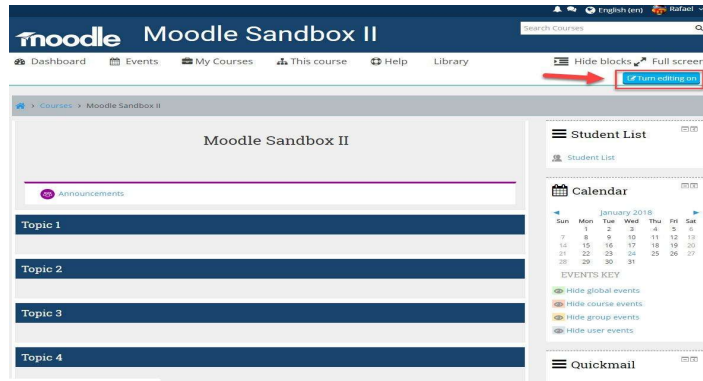 English (en) Rafael
moodle Moodle Sandbox II
Search Courses
Dashboard Events My Courses This course Help Library Hide blocks Full screen
Turn editing on
Courses Moodle Sandbox II
Moodle Sandbox II
Announcements
Topic 1
Topic 2
Topic 3
Topic 4
Student List
Student List
Calendar
January 2018
Sun Mon Tue Wed Thu Fri Sat
1 2 3 4 5 6
7 8 9 10 11 12 13
14 15 16 17 18 19 20
21 22 23 24 25 26 27
28 29 30 31
EVENTS KEY
Hide global events
Hide course events
Hide group events
Hide user events
Quickmail